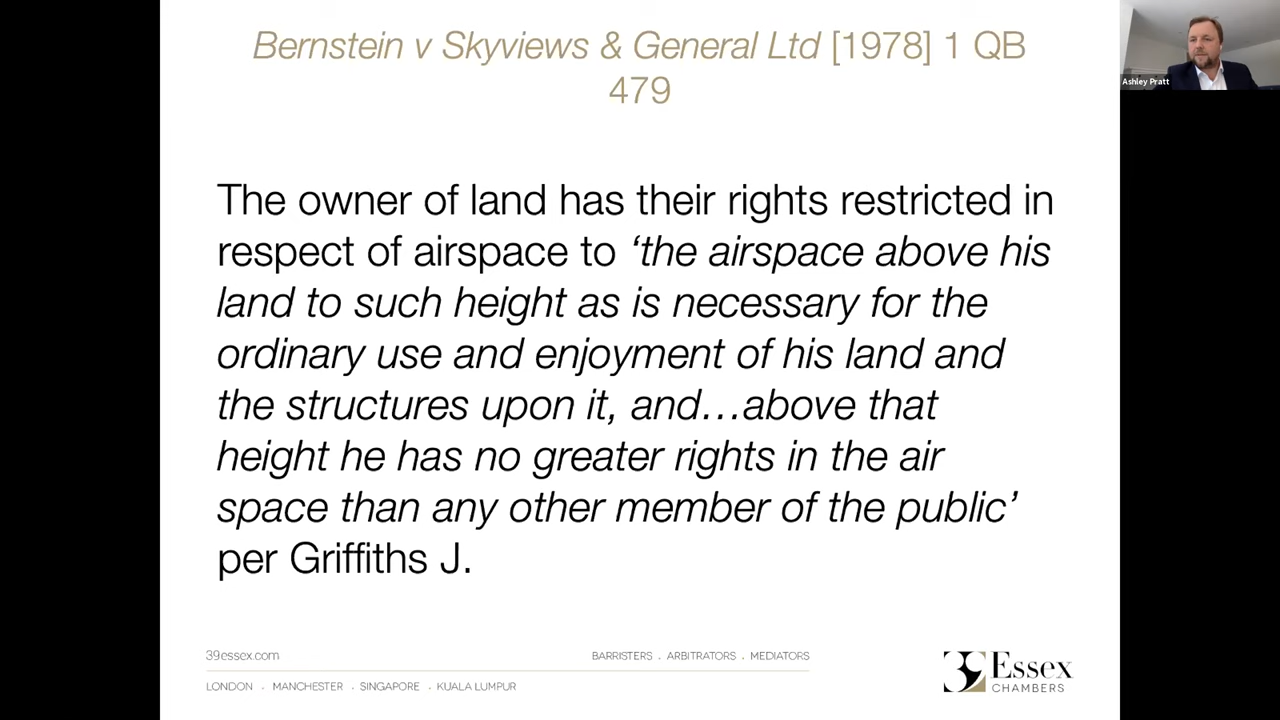 Bernstein v Skyviews & General Ltd [1978] 1 QB
479
Ashley Pratt
The owner of land has their rights restricted in
respect of airspace to ‘the airspace above his
land to such height as is necessary for the
ordinary use and enjoyment of his land and
the structures upon it, and…above that
height he has no greater rights in the air
space than any other member of the public’
per Griffiths J.
39essex.com
BARRISTERS . ARBITRATORS . MEDIATORS
LONDON . MANCHESTER . SINGAPORE . KUALA LUMPUR
39 Essex
CHAMBERS